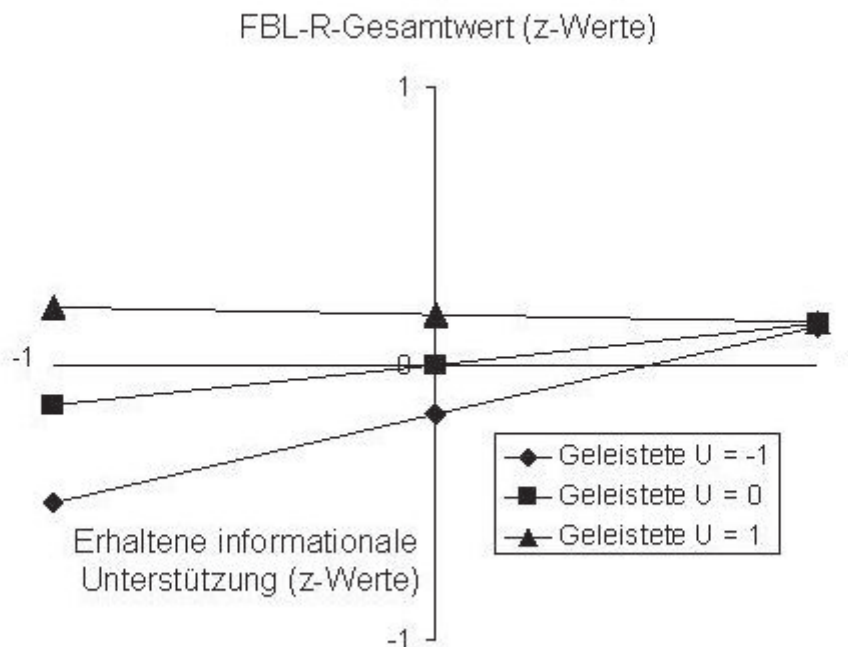 FBL-R-Gesamtwert (z-Werte)
1
-1
0
Geleistete U = -1
Geleistete U = 0
Geleistete U = 1
Erhaltene informationale
Unterstützung (z-Werte)
-1